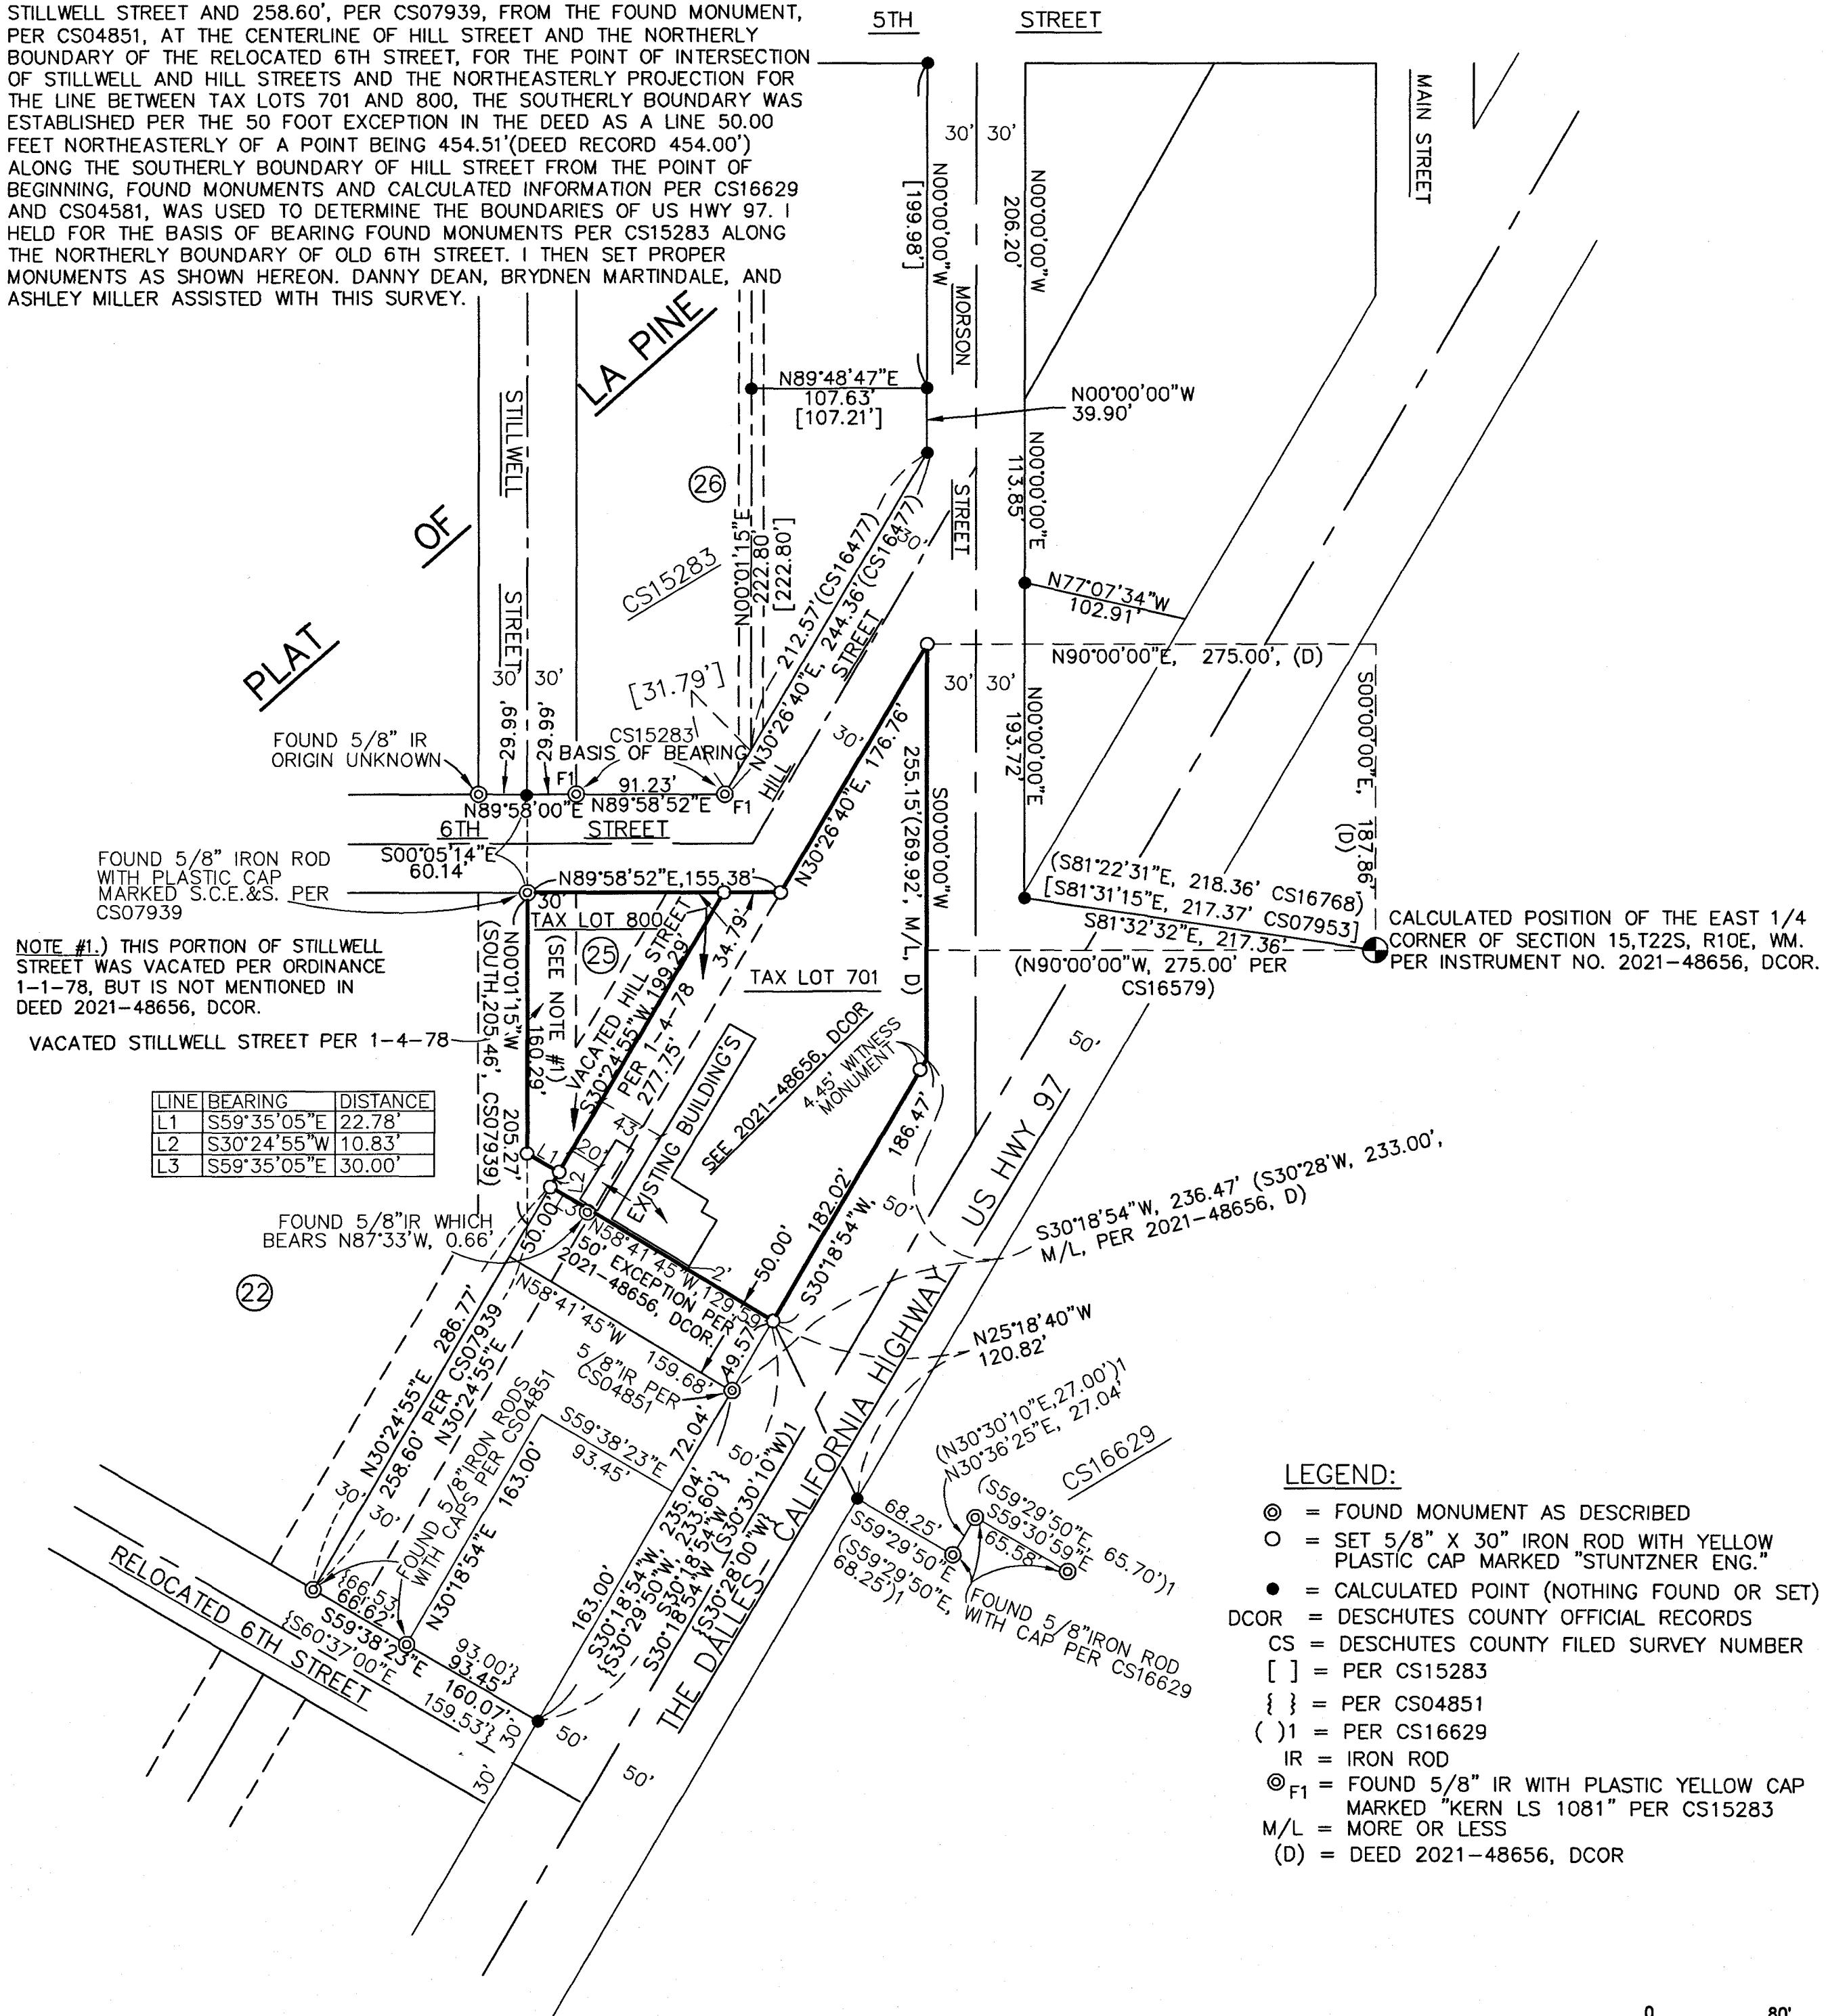 STILLWELL STREET AND 258.60', PER CS07939, FROM THE FOUND MONUMENT,
PER CS04851, AT THE CENTERLINE OF HILL STREET AND THE NORTHERLY
BOUNDARY OF THE RELOCATED 6TH STREET, FOR THE POINT OF INTERSECTION
OF STILLWELL AND HILL STREETS AND THE NORTHEASTERLY PROJECTION FOR
THE LINE BETWEEN TAX LOTS 701 AND 800, THE SOUTHERLY BOUNDARY WAS
ESTABLISHED PER THE 50 FOOT EXCEPTION IN THE DEED AS A LINE 50.00
FEET NORTHEASTERLY OF A POINT BEING 454.51'(DEED RECORD 454.00')
ALONG THE SOUTHERLY BOUNDARY OF HILL STREET FROM THE POINT OF
BEGINNING, FOUND MONUMENTS AND CALCULATED INFORMATION PER CS16629
AND CS04581, WAS USED TO DETERMINE THE BOUNDARIES OF US HWY 97. I
HELD FOR THE BASIS OF BEARING FOUND MONUMENTS PER CS15283 ALONG
THE NORTHERLY BOUNDARY OF OLD 6TH STREET. I THEN SET PROPER
MONUMENTS AS SHOWN HEREON. DANNY DEAN, BRYDNEN MARTINDALE, AND
ASHLEY MILLER ASSISTED WITH THIS SURVEY.
5TH STREET
MAIN STREET
30' 30'
N00°00'00"W
[199.98']
N00°00'00"W
206.20'
MORSON
STREET
PLAT
OF
LA PINE
STILLWELL
STREET
N89°48'47"E
107.63'
[107.21']
N00°00'00"W
39.90'
26
CS15283
N00°01'15"E
222.80'
[222.80']
212.57'(CS16477)
N30°26'40"E, 244.36'(CS16477)
30'
HILL
STREET
N00°00'00"E
113.85'
N77°07'34"W
102.91'
N90°00'00"E, 275.00', (D)
S00°00'00"E, 187.86'
(D)
30' 30'
N00°00'00"E
193.72'
[31.79']
30' 30'
29.99'
29.99'
FOUND 5/8" IR
ORIGIN UNKNOWN
CS15283
BASIS OF BEARING
F1
91.23'
N89°58'00"E
N89°58'52"E
F1
6TH STREET
S00°05'14"E
60.14'
30'
N30°26'40"E, 176.76'
S00°00'00"W
255.15'(269.92', M/L, D)
FOUND 5/8" IRON ROD
WITH PLASTIC CAP
MARKED S.C.E.&S. PER
CS07939
N89°58'52"E,155.38'
30'
TAX LOT 800
25
34.79'
TAX LOT 701
(S81°22'31"E, 218.36' CS16768)
[S81°31'15"E, 217.37' CS07953]
S81°32'32"E, 217.36'
(N90°00'00"W, 275.00' PER
CS16579)
CALCULATED POSITION OF THE EAST 1/4
CORNER OF SECTION 15,T22S, R10E, WM.
PER INSTRUMENT NO. 2021-48656, DCOR.
NOTE #1.) THIS PORTION OF STILLWELL
STREET WAS VACATED PER ORDINANCE
1-1-78, BUT IS NOT MENTIONED IN
DEED 2021-48656, DCOR.
VACATED STILLWELL STREET PER 1-4-78
(SOUTH,205.46', CS07939)
N00°01'15"W
205.27'
160.29'
(SEE NOTE #1)
VACATED HILL STREET
S30°24'55"W, 199.29'
PER 1-4-78
277.75'
43'
20'
EXISTING BUILDING'S
SEE 2021-48656, DCOR
4.45' WITNESS
MONUMENT
186.47'
182.02'
S30°18'54"W,
50'
50'
US HWY 97
LINE BEARING DISTANCE
L1 S59°35'05"E 22.78'
L2 S30°24'55"W 10.83'
L3 S59°35'05"E 30.00'
L1
L2
L3
FOUND 5/8"IR WHICH
BEARS N87°33'W, 0.66'
22
50.00'
N58°41'45"W, 129.59'
50' EXCEPTION PER
2021-48656, DCOR.
2'
50.00'
S30°18'54"W, 236.47' (S30°28'W, 233.00',
M/L, PER 2021-48656, D)
N25°18'40"W
120.82'
N58°41'45"W 159.68'
5/8"IR PER
CS04851
49.57'
N30°24'55"E 286.77'
258.60' PER CS07939
N30°24'55"E
30'
30'
FOUND 5/8"IRON RODS
WITH CAPS PER CS04851
N30°18'54"E 163.00'
S59°38'23"E
93.45'
72.04'
163.00'
S30°18'54"W, 235.04'
{S30°29'50"W, 233.60'}
S30°18'54"W
S30°18'54"W (S30°30'10"W)1
{S30°28'00"W}
50'
THE DALLES-CALIFORNIA HIGHWAY
(N30°30'10"E,27.00')1
N30°36'25"E, 27.04'
CS16629
68.25'
S59°29'50"E
(S59°29'50"E, 68.25')1
(S59°29'50"E, 65.70')1
S59°30'59"E
65.58'
FOUND 5/8"IRON ROD
WITH CAP PER CS16629
RELOCATED 6TH STREET
{66.53'
66.62'
S59°38'23"E
{S60°37'00"E
93.00'}
93.45'
160.07'
159.53'}
30'
30'
50'
50'
LEGEND:
◎ = FOUND MONUMENT AS DESCRIBED
○ = SET 5/8" X 30" IRON ROD WITH YELLOW
PLASTIC CAP MARKED "STUNTZNER ENG."
● = CALCULATED POINT (NOTHING FOUND OR SET)
DCOR = DESCHUTES COUNTY OFFICIAL RECORDS
CS = DESCHUTES COUNTY FILED SURVEY NUMBER
[ ] = PER CS15283
{ } = PER CS04851
( )1 = PER CS16629
IR = IRON ROD
◎F1 = FOUND 5/8" IR WITH PLASTIC YELLOW CAP
MARKED "KERN LS 1081" PER CS15283
M/L = MORE OR LESS
(D) = DEED 2021-48656, DCOR
0 80'